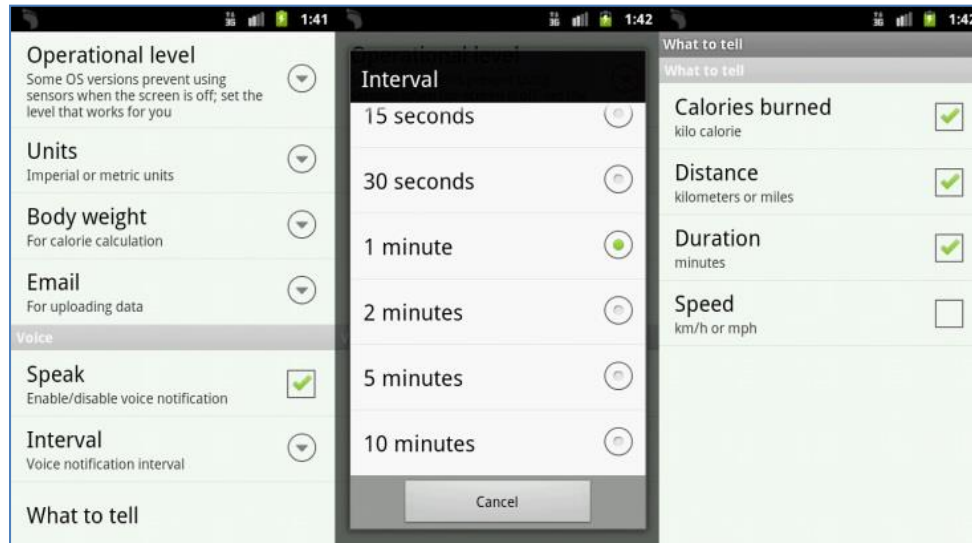 1:41
Operational level
Some OS versions prevent using
sensors when the screen is off; set the
level that works for you
Units
Imperial or metric units
Body weight
For calorie calculation
Email
For uploading data
Voice
Speak
Enable/disable voice notification
Interval
Voice notification interval
What to tell
3G 1:42
Operational level
Interval
15 seconds
30 seconds
1 minute
2 minutes
5 minutes
10 minutes
Cancel
3G 1:42
What to tell
What to tell
Calories burned
kilo calorie
Distance
kilometers or miles
Duration
minutes
Speed
km/h or mph